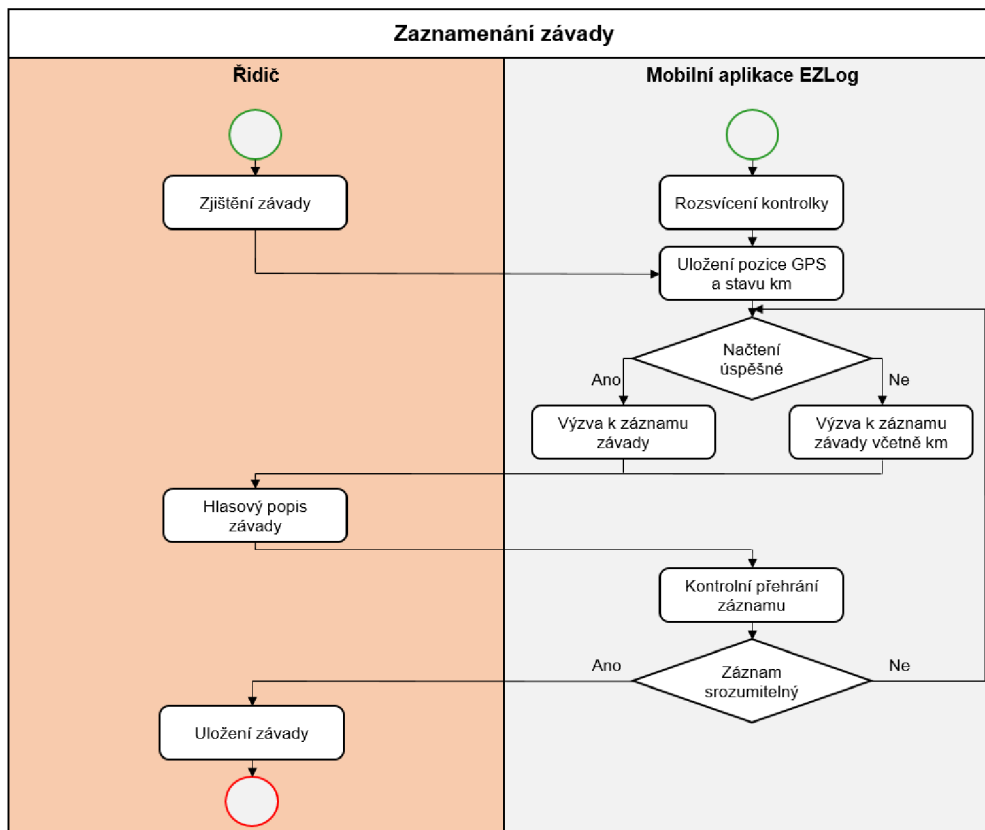 Zaznamenání závady
Řidič
Mobilní aplikace EZLog
Zjištění závady
Rozsvícení kontrolky
Uložení pozice GPS
a stavu km
Načtení
úspěšné
Ano
Ne
Výzva k záznamu
závady
Výzva k záznamu
závady včetně km
Hlasový popis
závady
Kontrolní přehrání
záznamu
Ano
Záznam
srozumitelný
Ne
Uložení závady